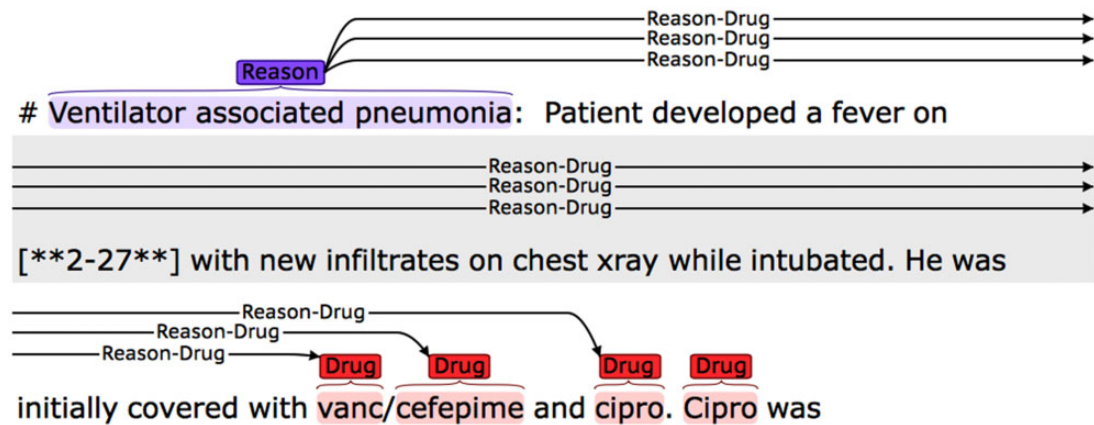 Reason-Drug
Reason-Drug
Reason-Drug
Reason
# Ventilator associated pneumonia: Patient developed a fever on
Reason-Drug
Reason-Drug
Reason-Drug
[**2-27**] with new infiltrates on chest xray while intubated. He was
Reason-Drug
Reason-Drug
Reason-Drug
Drug Drug Drug Drug
initially covered with vanc/cefepime and cipro. Cipro was